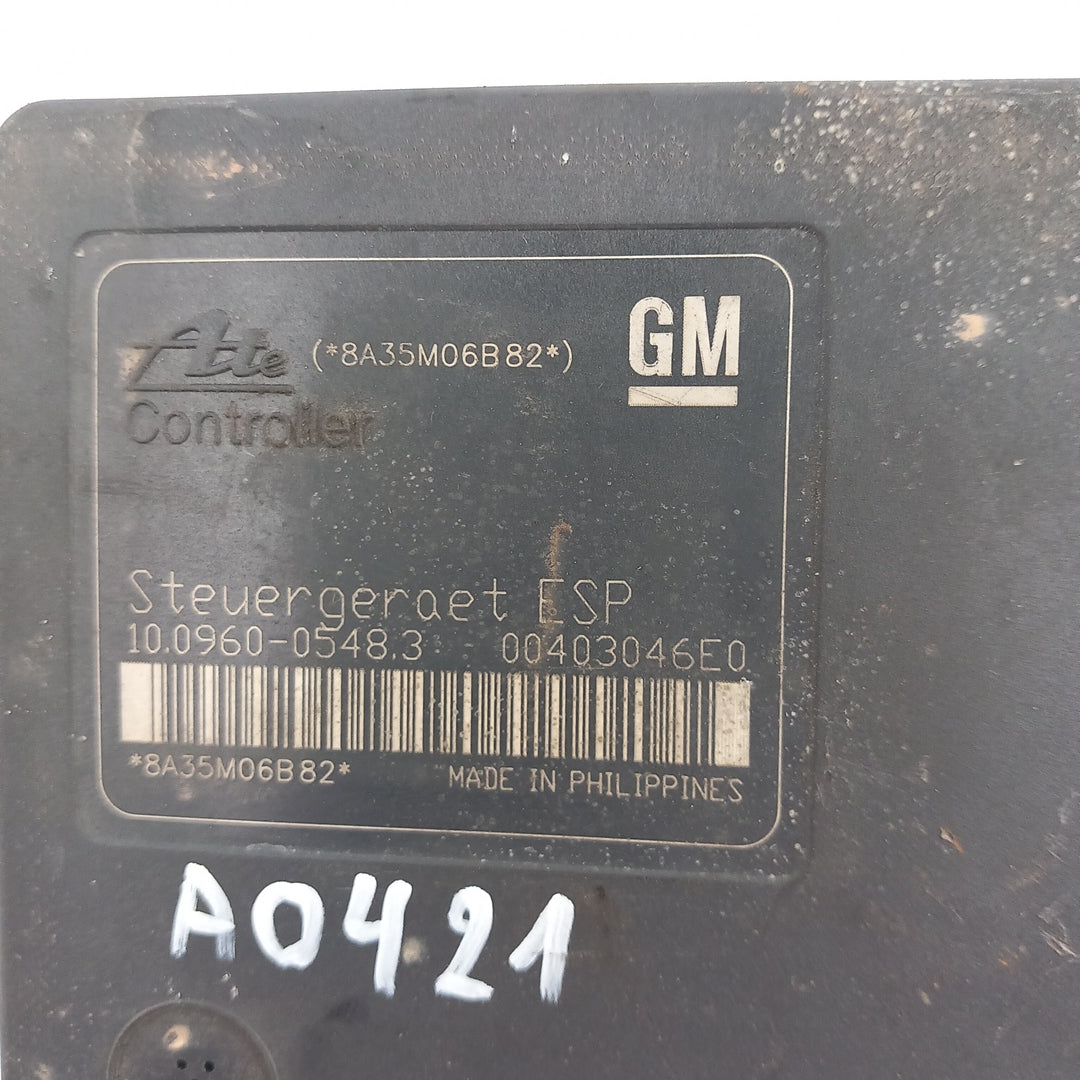 Ate (*8A35M06B82*) GM
Controller
Steuergeraet ESP
10.0960-0548.3 00403046E0
*8A35M06B82* MADE IN PHILIPPINES
A0421